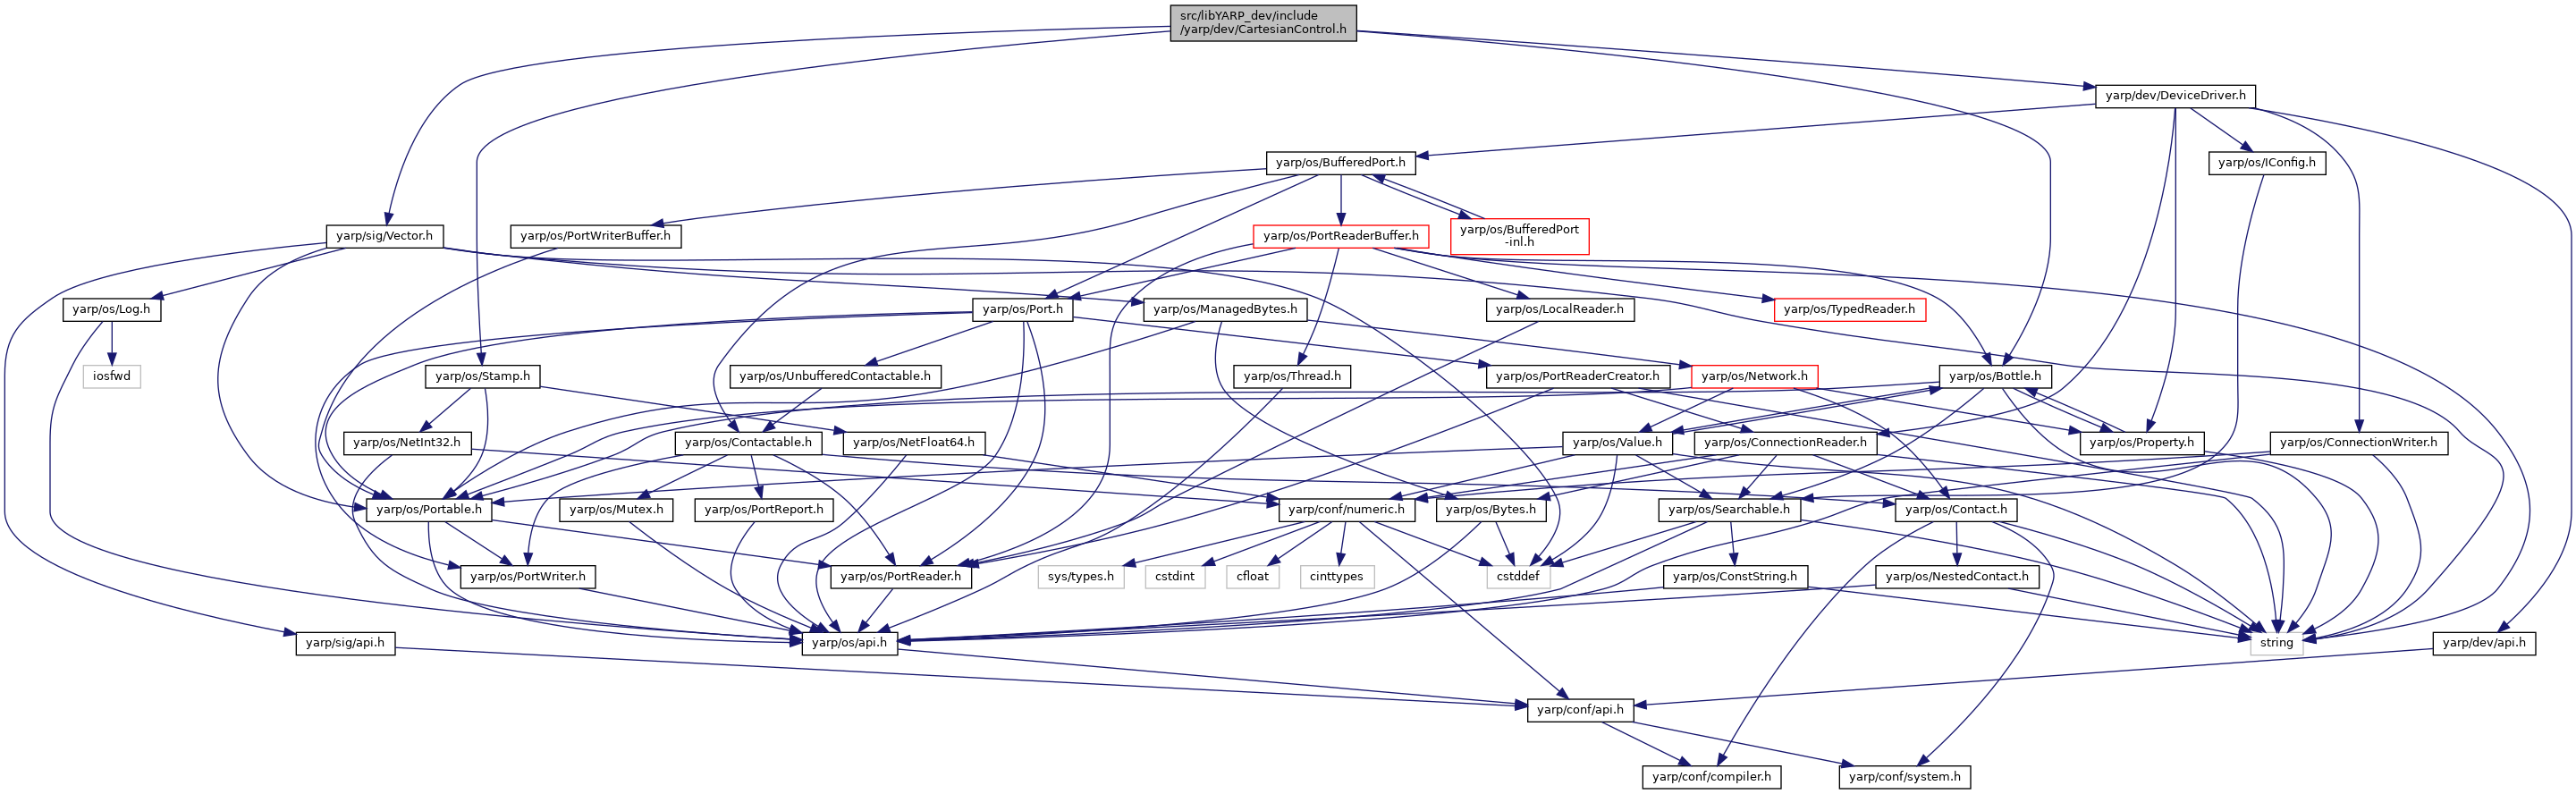 src/libYARP_dev/include
/yarp/dev/CartesianControl.h
yarp/dev/DeviceDriver.h
yarp/os/BufferedPort.h
yarp/os/IConfig.h
yarp/sig/Vector.h
yarp/os/PortWriterBuffer.h
yarp/os/PortReaderBuffer.h
yarp/os/BufferedPort
-inl.h
yarp/os/Log.h
yarp/os/Port.h
yarp/os/ManagedBytes.h
yarp/os/LocalReader.h
yarp/os/TypedReader.h
iosfwd
yarp/os/Stamp.h
yarp/os/UnbufferedContactable.h
yarp/os/Thread.h
yarp/os/PortReaderCreator.h
yarp/os/Network.h
yarp/os/Bottle.h
yarp/os/NetInt32.h
yarp/os/Contactable.h
yarp/os/NetFloat64.h
yarp/os/Value.h
yarp/os/ConnectionReader.h
yarp/os/Property.h
yarp/os/ConnectionWriter.h
yarp/os/Portable.h
yarp/os/Mutex.h
yarp/os/PortReport.h
yarp/conf/numeric.h
yarp/os/Bytes.h
yarp/os/Searchable.h
yarp/os/Contact.h
yarp/os/PortWriter.h
yarp/os/PortReader.h
sys/types.h
cstdint
cfloat
cinttypes
cstddef
yarp/os/ConstString.h
yarp/os/NestedContact.h
yarp/sig/api.h
yarp/os/api.h
string
yarp/dev/api.h
yarp/conf/api.h
yarp/conf/compiler.h
yarp/conf/system.h